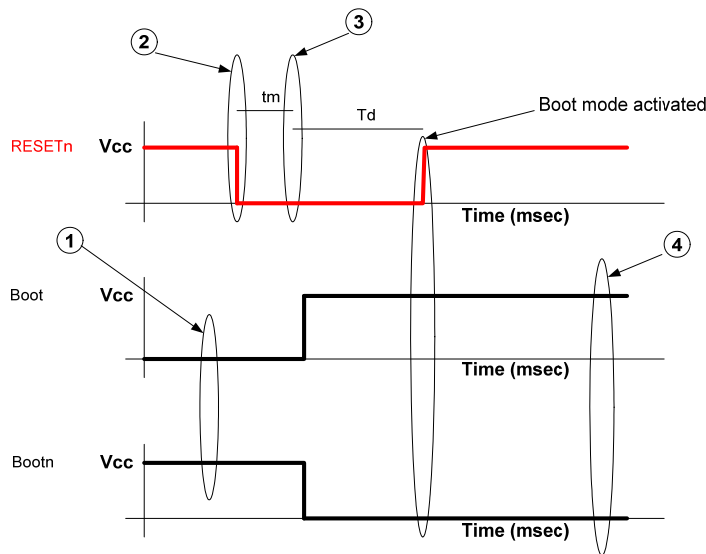 2
3
tm
Td
Boot mode activated
RESETn Vcc
Time (msec)
1
4
Boot Vcc
Time (msec)
Bootn Vcc
Time (msec)